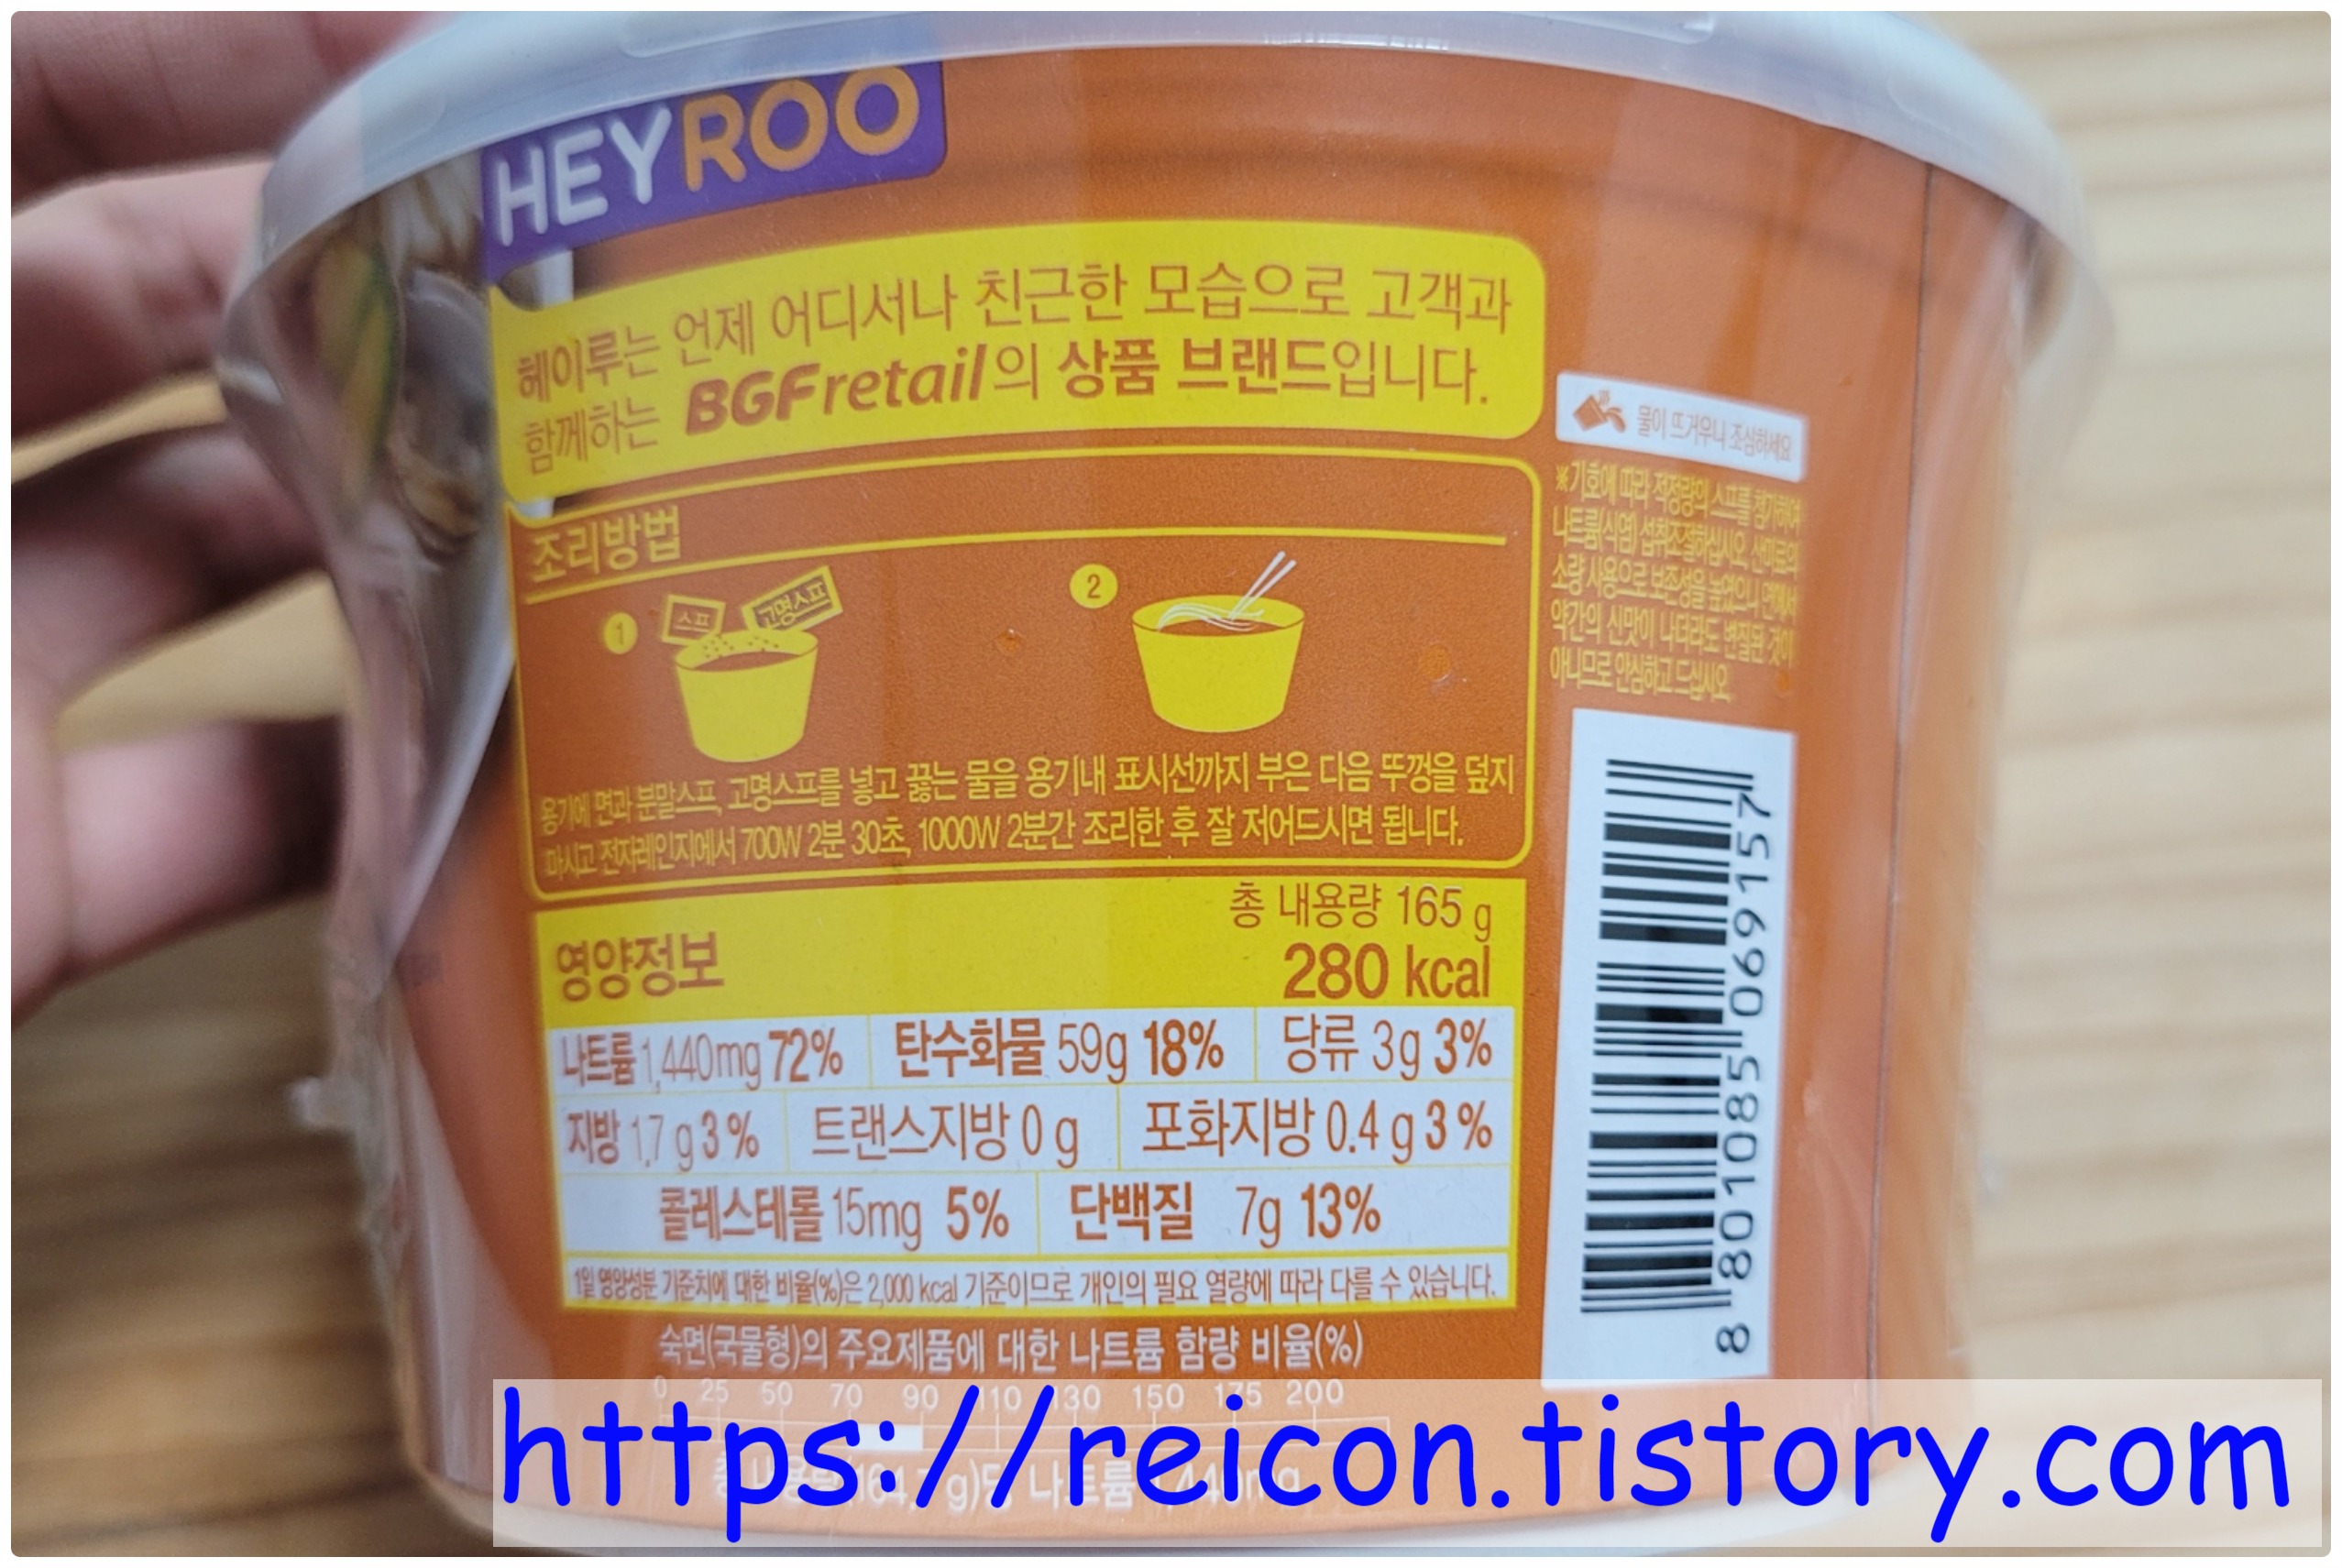 HEYROO
헤이루는 언제 어디서나 친근한 모습으로 고객과
함께하는 BGFretail의 상품 브랜드입니다.
조리방법
1
스프
고명스프
2
용기에 면과 분말스프, 고명스프를 넣고 끓는 물을 용기내 표시선까지 부은 다음 뚜껑을 덮지
마시고 전자레인지에서 700W 2분 30초, 1000W 2분간 조리한 후 잘 저어드시면 됩니다.
물이 뜨거우니 조심하세요
※기호에 따라 적정량의 스프를 첨가하여
나트륨(식염) 섭취조절하십시오. 산미료의
소량 사용으로 보존성을 높였으니 면에서
약간의 신맛이 나더라도 변질된 것이
아니므로 안심하고 드십시오.
영양정보
총 내용량 165 g
280 kcal
나트륨 1,440mg 72% 탄수화물 59g 18% 당류 3g 3%
지방 1.7 g 3 % 트랜스지방 0 g 포화지방 0.4 g 3 %
콜레스테롤 15mg 5% 단백질 7g 13%
1일 영양성분 기준치에 대한 비율(%)은 2,000 kcal 기준이므로 개인의 필요 열량에 따라 다를 수 있습니다.
숙면(국물형)의 주요제품에 대한 나트륨 함량 비율(%)
0 25 50 70 90 110 130 150 175 200
나트륨
8 801085 069157
https://reicon.tistory.com